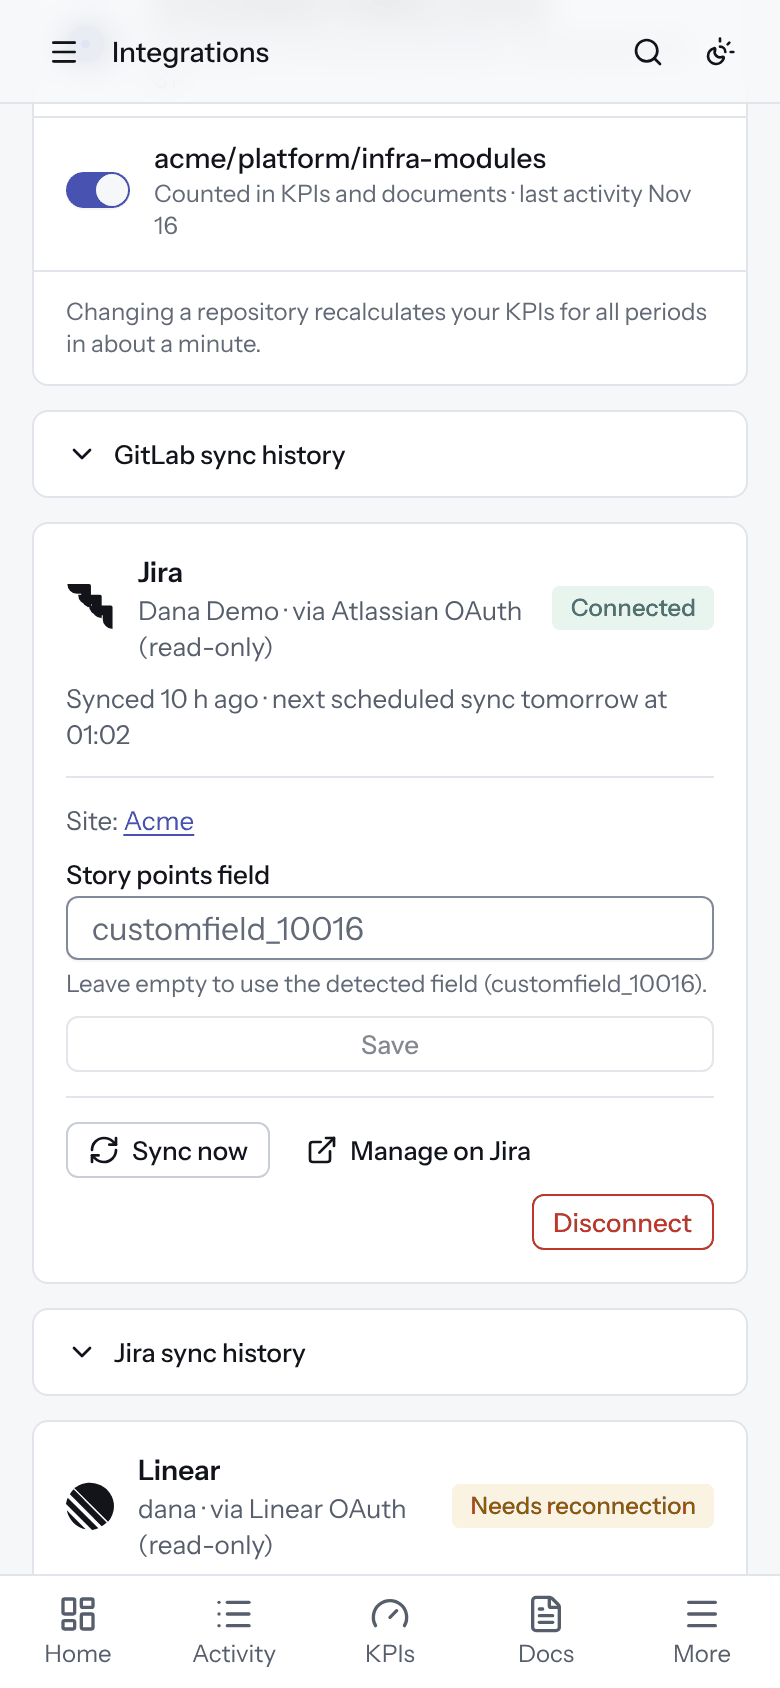 Integrations
acme/platform/infra-modules
Counted in KPIs and documents · last activity Nov
16
Changing a repository recalculates your KPIs for all periods
in about a minute.
GitLab sync history
Jira
Dana Demo · via Atlassian OAuth
(read-only)
Connected
Synced 10 h ago · next scheduled sync tomorrow at
01:02
Site: Acme
Story points field
customfield_10016
Leave empty to use the detected field (customfield_10016).
Save
Sync now
Manage on Jira
Disconnect
Jira sync history
Linear
dana · via Linear OAuth
(read-only)
Needs reconnection
Home
Activity
KPIs
Docs
More